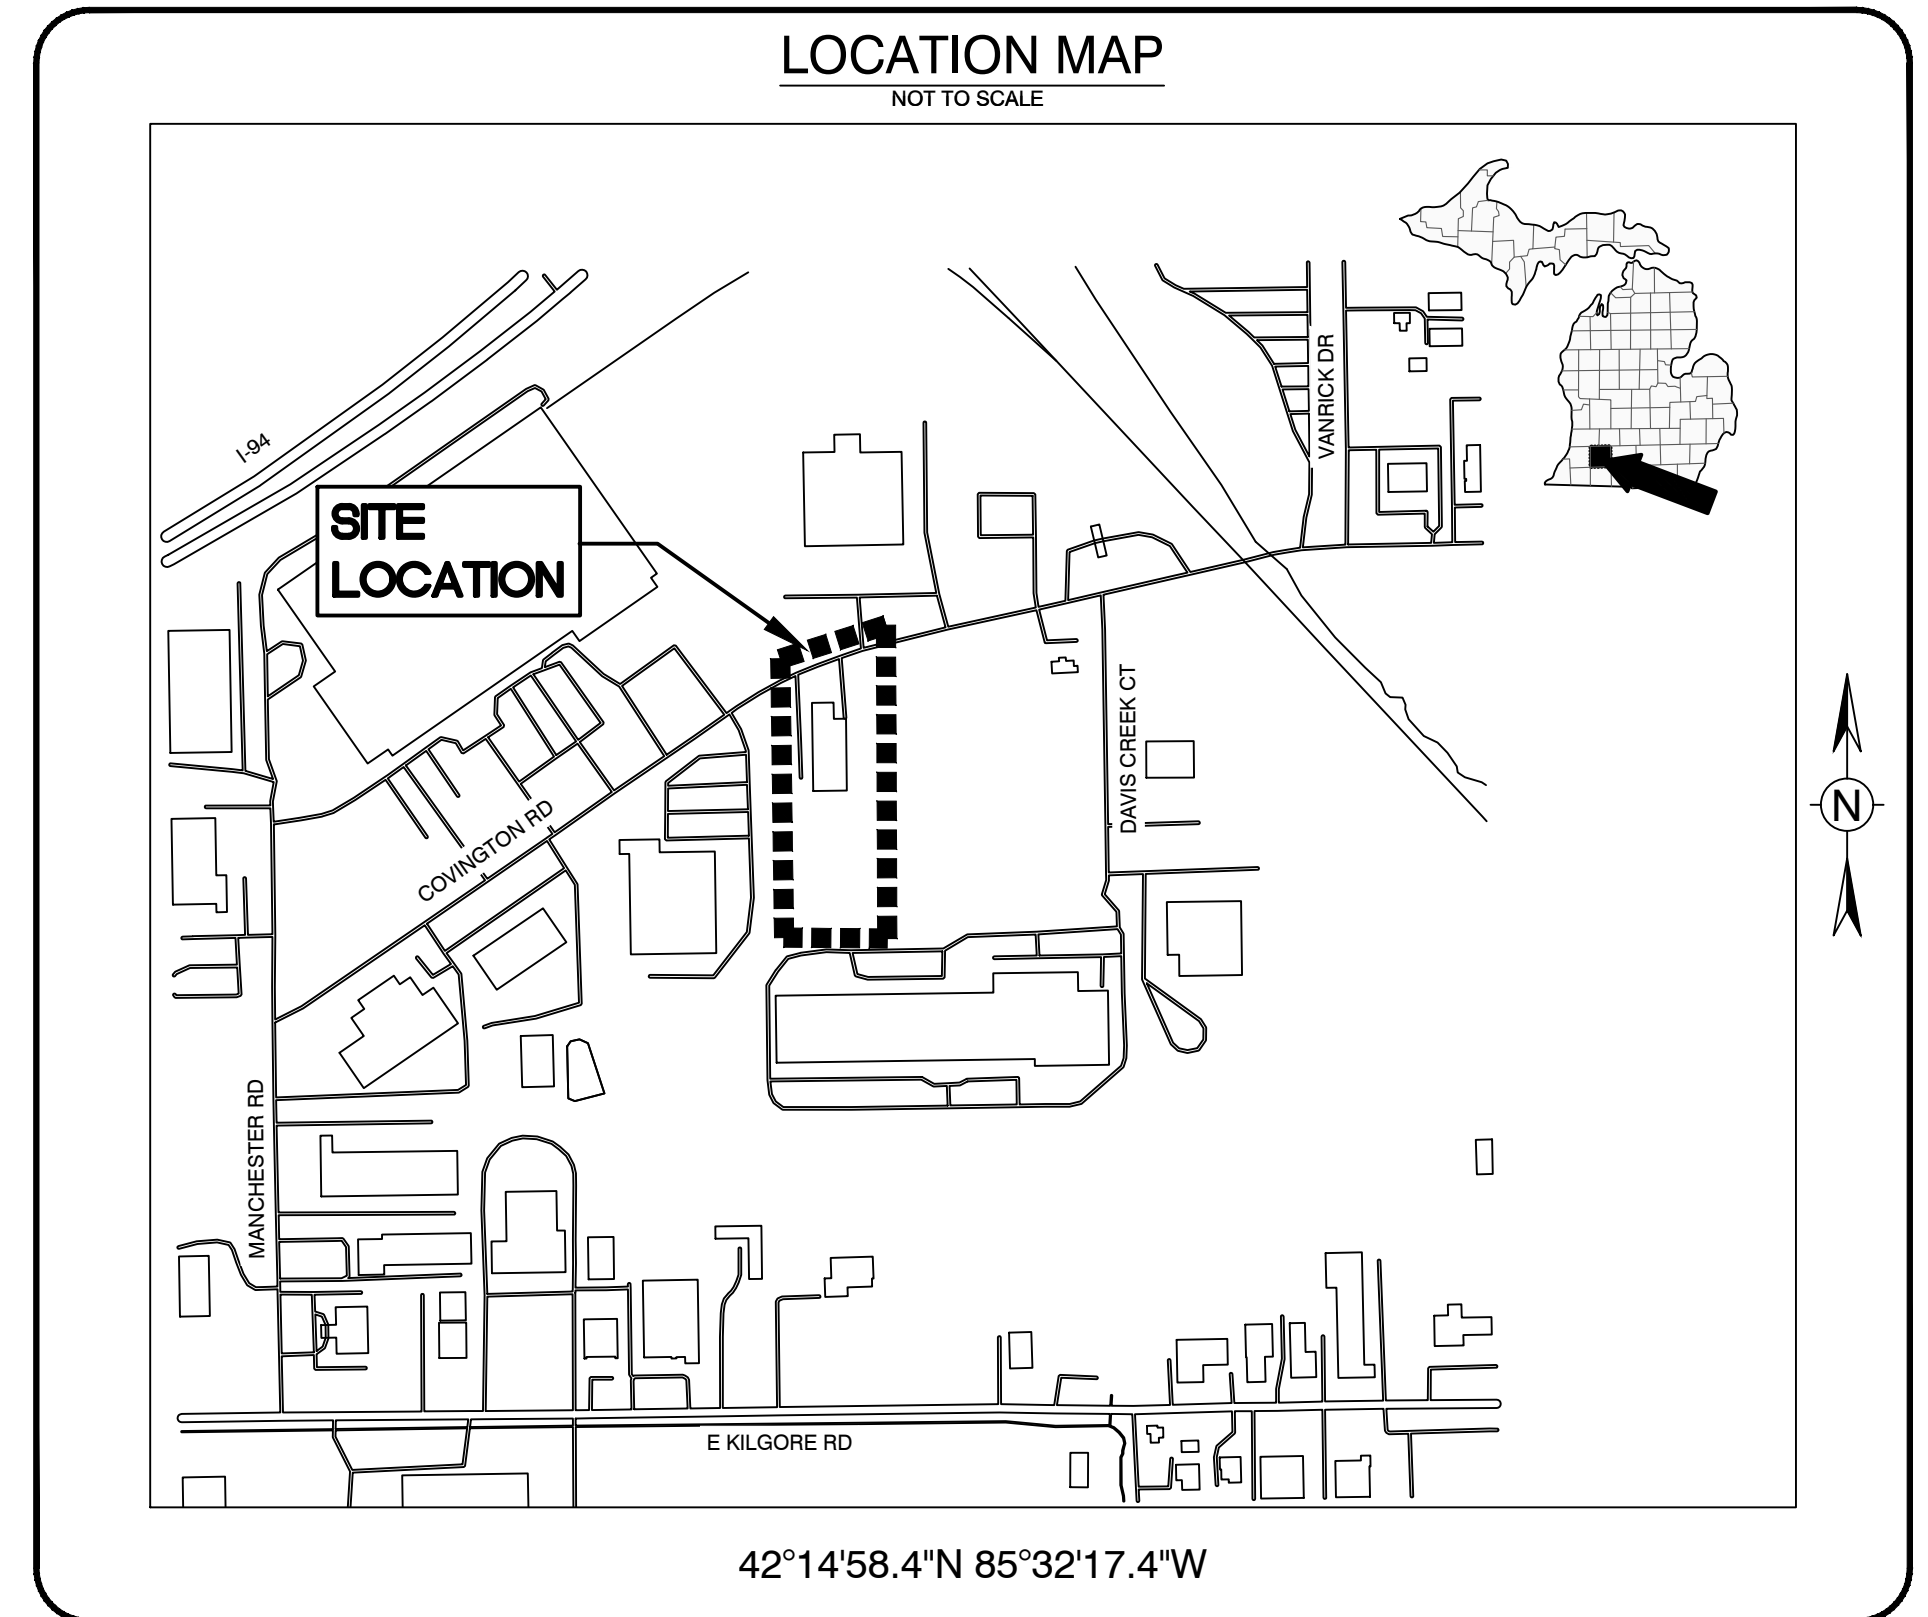 LOCATION MAP
NOT TO SCALE
I-94
VANRICK DR
SITE
LOCATION
DAVIS CREEK CT
COVINGTON RD
N
MANCHESTER RD
E KILGORE RD
42°14'58.4"N 85°32'17.4"W